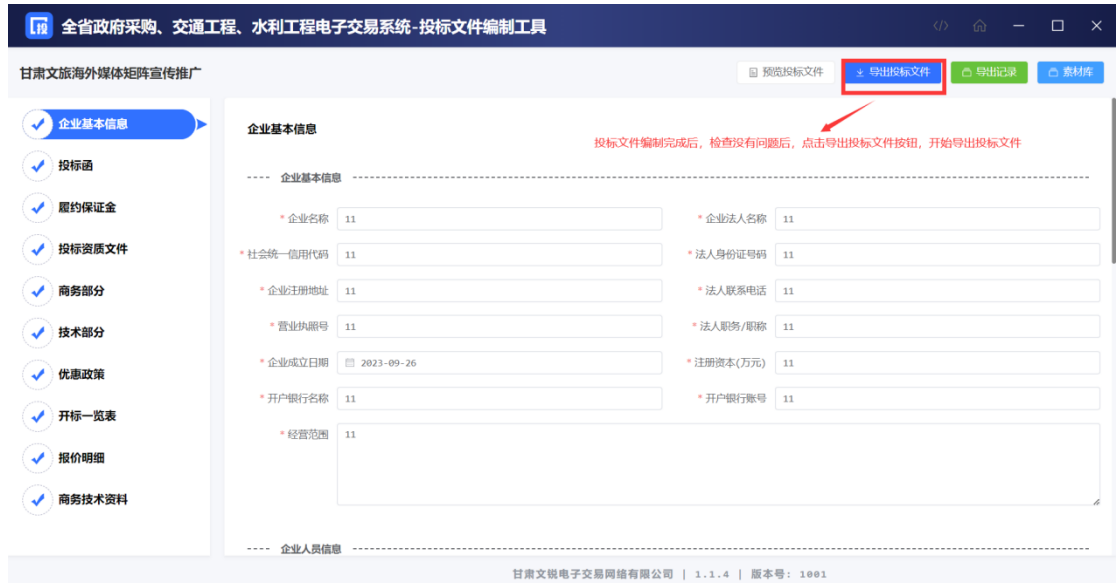 投 全省政府采购、交通工程、水利工程电子交易系统-投标文件编制工具
甘肃文旅海外媒体矩阵宣传推广 预览投标文件 导出投标文件 导出记录 素材库
企业基本信息
投标函
履约保证金
投标资质文件
商务部分
技术部分
优惠政策
开标一览表
报价明细
商务技术资料
企业基本信息
投标文件编制完成后，检查没有问题后，点击导出投标文件按钮，开始导出投标文件
---- 企业基本信息 ----
* 企业名称 11 * 企业法人名称 11
* 社会统一信用代码 11 * 法人身份证号码 11
* 企业注册地址 11 * 法人联系电话 11
* 营业执照号 11 * 法人职务/职称 11
* 企业成立日期 2023-09-26 * 注册资本(万元) 11
* 开户银行名称 11 * 开户银行账号 11
* 经营范围 11
---- 企业人员信息 ----
甘肃文锐电子交易网络有限公司 | 1.1.4 | 版本号: 1001